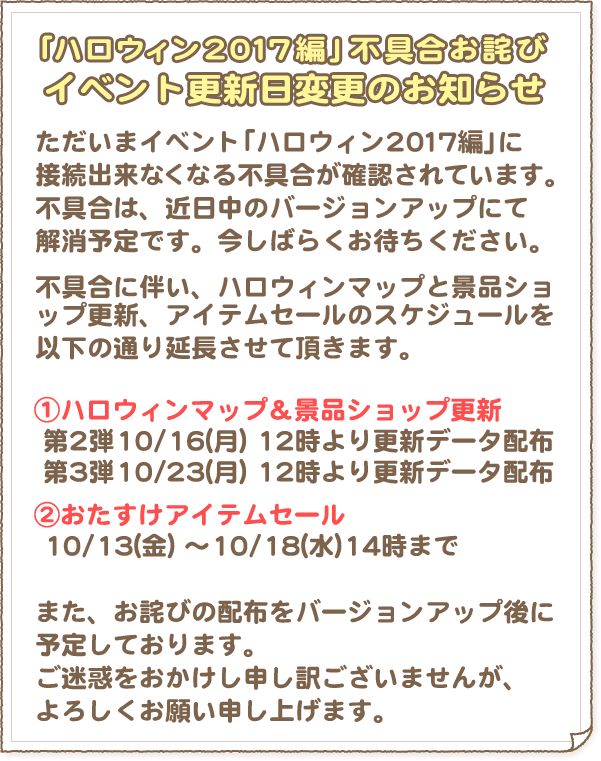 「ハロウィン2017編」不具合お詫び
イベント更新日変更のお知らせ
ただいまイベント「ハロウィン2017編」に
接続出来なくなる不具合が確認されています。
不具合は、近日中のバージョンアップにて
解消予定です。今しばらくお待ちください。
不具合に伴い、ハロウィンマップと景品ショ
ップ更新、アイテムセールのスケジュールを
以下の通り延長させて頂きます。
①ハロウィンマップ＆景品ショップ更新
第2弾10/16(月) 12時より更新データ配布
第3弾10/23(月) 12時より更新データ配布
②おたすけアイテムセール
10/13(金) ～10/18(水)14時まで
また、お詫びの配布をバージョンアップ後に
予定しております。
ご迷惑をおかけし申し訳ございませんが、
よろしくお願い申し上げます。